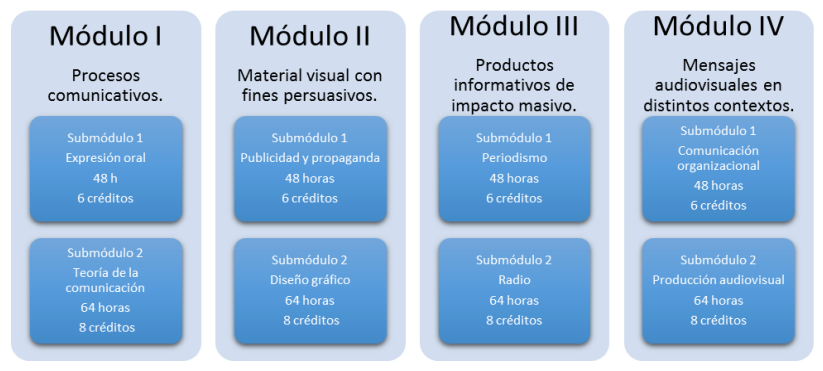 Módulo I
Procesos
comunicativos.
Submódulo 1
Expresión oral
48 h
6 créditos
Submódulo 2
Teoría de la
comunicación
64 horas
8 créditos
Módulo II
Material visual con
fines persuasivos.
Submódulo 1
Publicidad y propaganda
48 horas
6 créditos
Submódulo 2
Diseño gráfico
64 horas
8 créditos
Módulo III
Productos
informativos de
impacto masivo.
Submódulo 1
Periodismo
48 horas
6 créditos
Submódulo 2
Radio
64 horas
8 créditos
Módulo IV
Mensajes
audiovisuales en
distintos contextos.
Submódulo 1
Comunicación
organizacional
48 horas
6 créditos
Submódulo 2
Producción audiovisual
64 horas
8 créditos